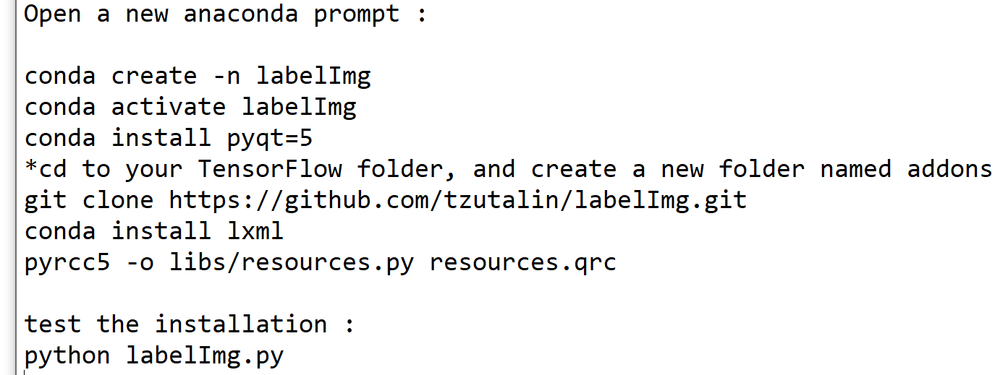 Open a new anaconda prompt :
conda create -n labelImg
conda activate labelImg
conda install pyqt=5
*cd to your TensorFlow folder, and create a new folder named addons
git clone https://github.com/tzutalin/labelImg.git
conda install lxml
pyrcc5 -o libs/resources.py resources.qrc
test the installation :
python labelImg.py